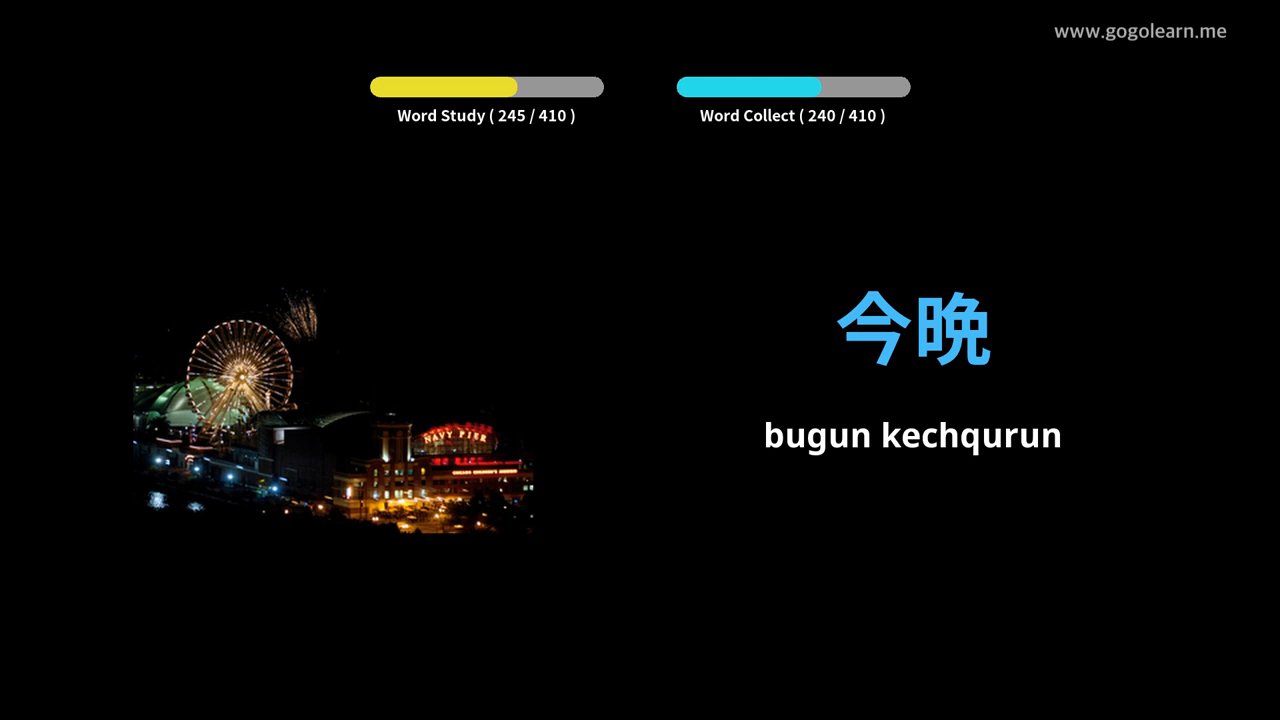 www.gogolearn.me
Word Study ( 245 / 410 )
Word Collect ( 240 / 410 )
今晚
bugun kechqurun
NAVY PIER